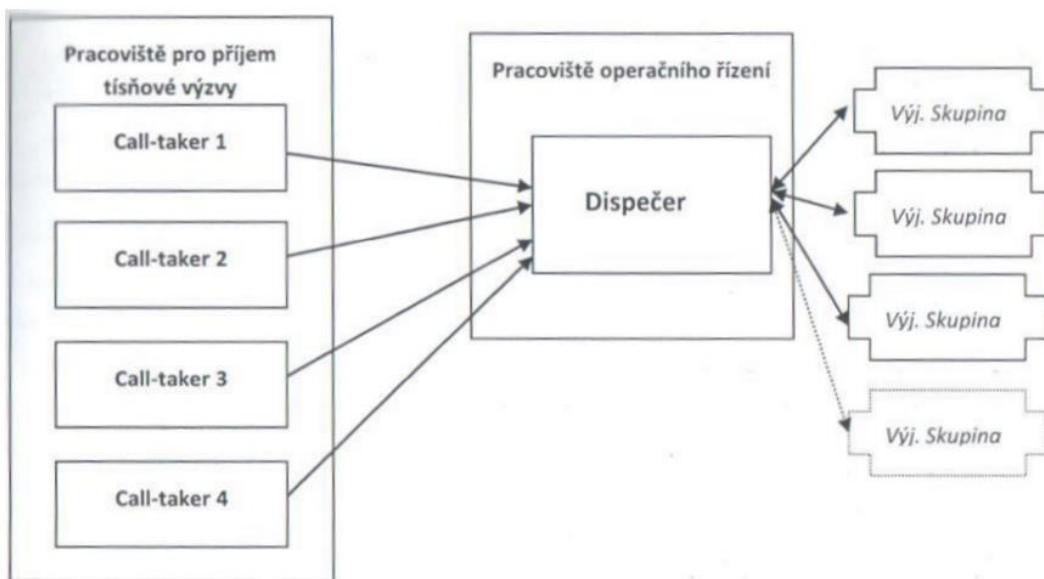 Pracoviště pro příjem
tísňové výzvy
Call-taker 1
Call-taker 2
Call-taker 3
Call-taker 4
Pracoviště operačního řízení
Dispečer
Výj. Skupina
Výj. Skupina
Výj. Skupina
Výj. Skupina